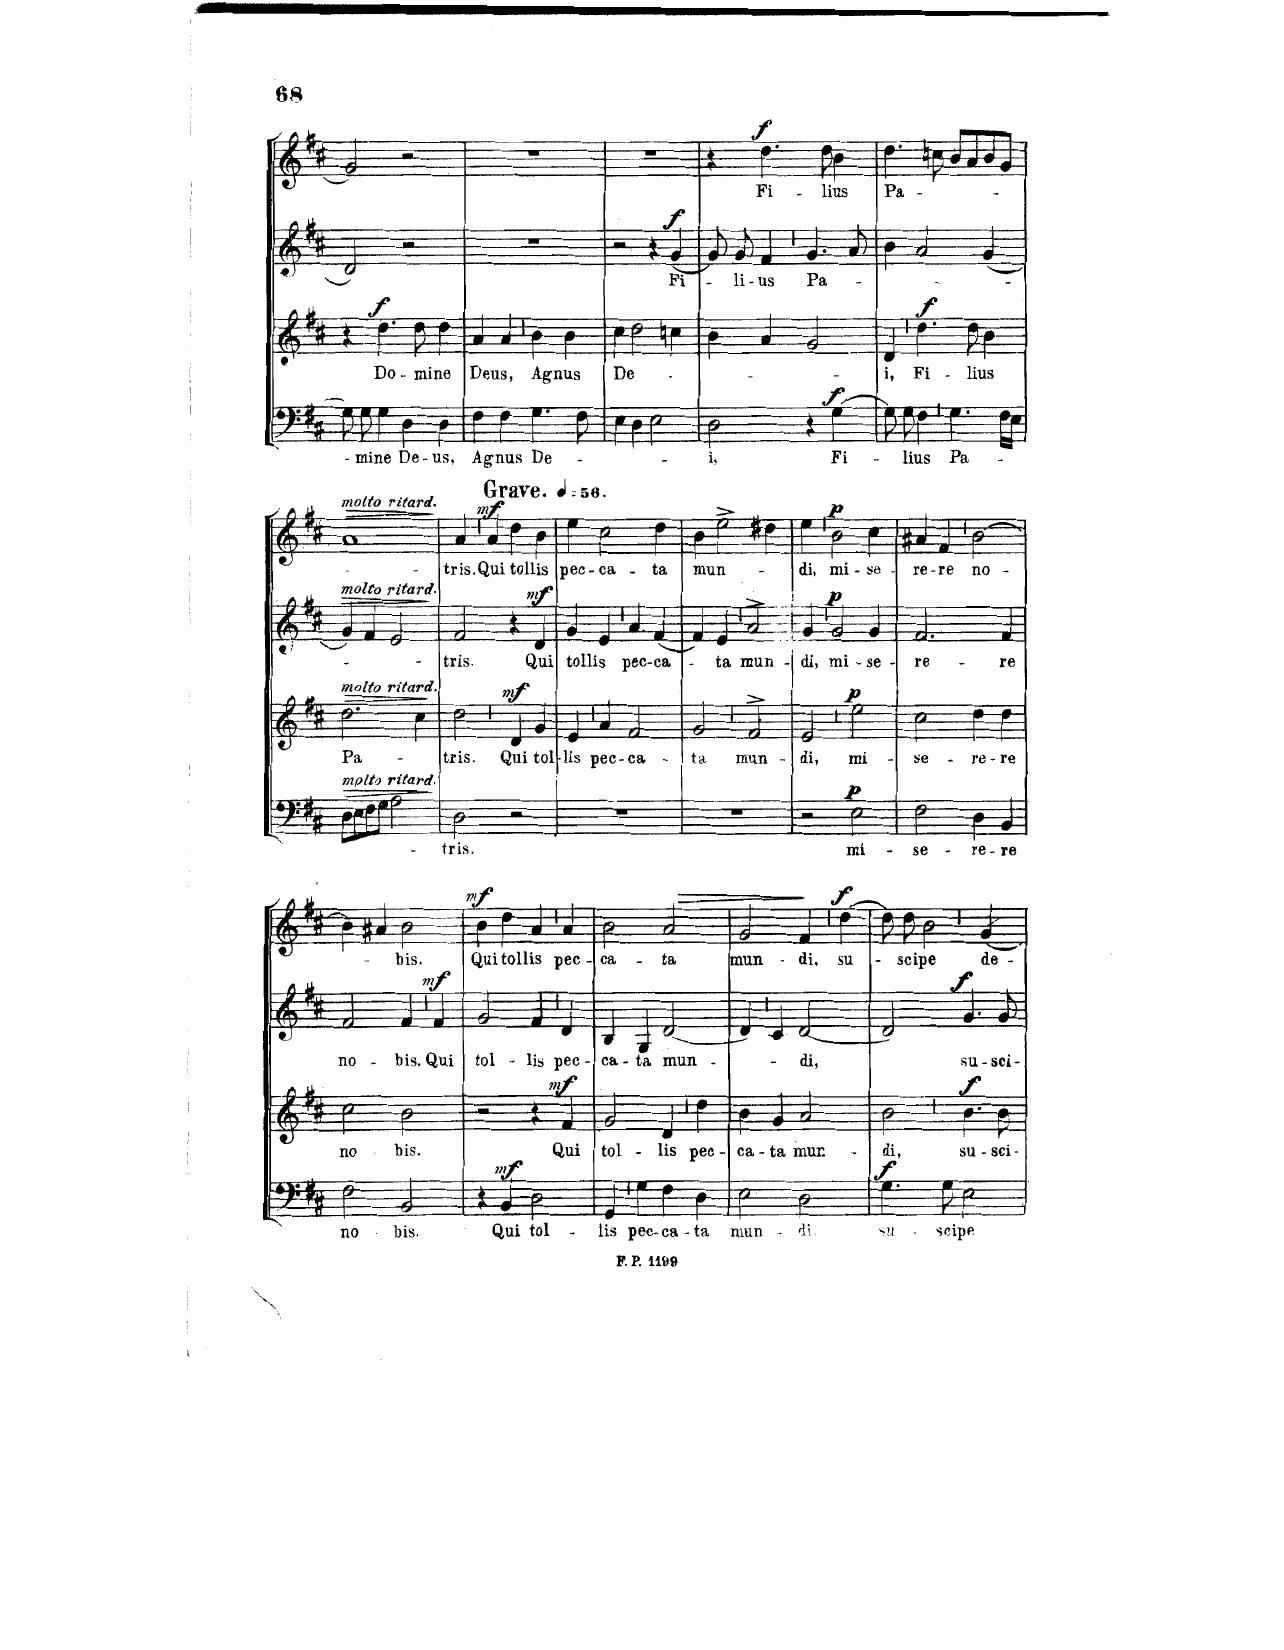 68
f
Fi - lius Pa -
f
Fi - li-us Pa -
f f
Do - mine Deus, Agnus De - i, Fi - lius
f
- mine De-us, Agnus De - i, Fi - lius Pa -
Grave. ♩ = 56.
molto ritard. mf p
- tris. Qui tollis pec-ca - ta mun - di, mi - se - re-re no -
molto ritard. mf p
- tris. Qui tollis pec-ca - ta mun - di, mi - se - re - re
molto ritard. mf p
Pa - tris. Qui tol-lis pec-ca - ta mun - di, mi - se - re-re
molto ritard. p
- tris. mi - se - re-re
mf f
- bis. Qui tollis pec-ca - ta mun - di, su - scipe de -
mf f
no - bis. Qui tol - lis pec-ca-ta mun - di, su-sci-
mf f
no bis. Qui tol - lis pec-ca-ta mun - di, su-sci-
mf f
no - bis. Qui tol - lis pec-ca-ta mun - di su - scipe
F. P. 1199